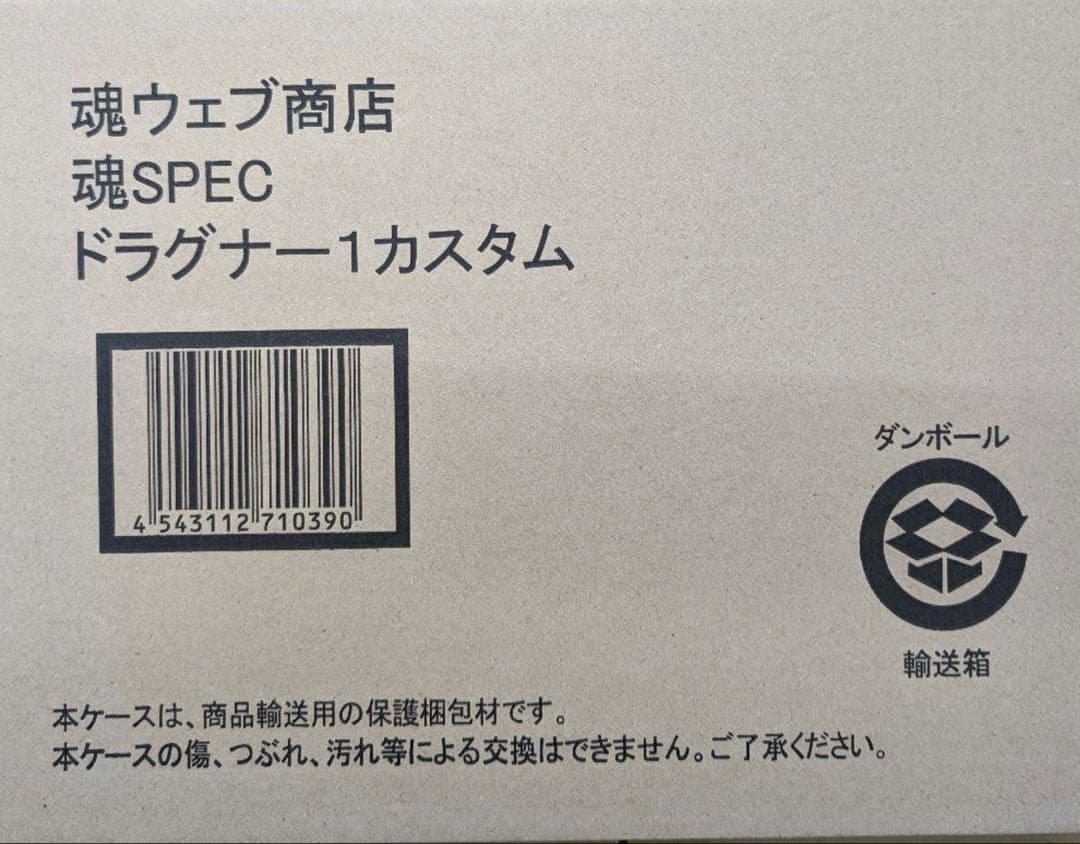 魂ウェブ商店
魂SPEC
ドラグナー1カスタム
4 543112 710390
ダンボール
輸送箱
本ケースは、商品輸送用の保護梱包材です。
本ケースの傷、つぶれ、汚れ等による交換はできません。ご了承ください。